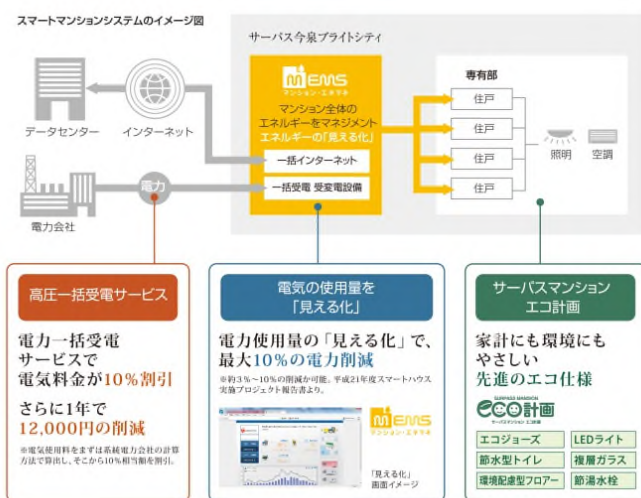 スマートマンションシステムのイメージ図
サーパス今泉ブライトシティ
データセンター
インターネット
電力会社
電力
MEMS
マンション・エネラボ
マンション全体の
エネルギーをマネジメント
エネルギーの「見える化」
一括インターネット
一括受電 受変電設備
専有部
住戸
住戸
住戸
住戸
照明
空調
高圧一括受電サービス
電力一括受電
サービスで
電気料金が10%割引
さらに1年で
12,000円の削減
※電気使用料をまずは系統電力会社の計算
方法で算出し、そこから10%相当額を割引。
電気の使用量を
「見える化」
電力使用量の「見える化」で、
最大10%の電力削減
※約3%~10%の削減が可能。平成21年度スマートハウス
実施プロジェクト報告書より。
MEMS
マンション・エネラボ
「見える化」
画面イメージ
サーパスマンション
エコ計画
家計にも環境にも
やさしい
先進のエコ仕様
SURPASS MANSION
eco計画
サーパスマンション エコ計画
エコジョーズ
LEDライト
節水型トイレ
複層ガラス
環境配慮型フロアー
節湯水栓